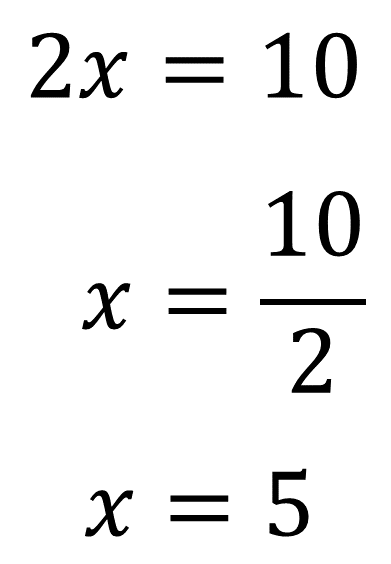 2x = 10
x = 10/2
x = 5